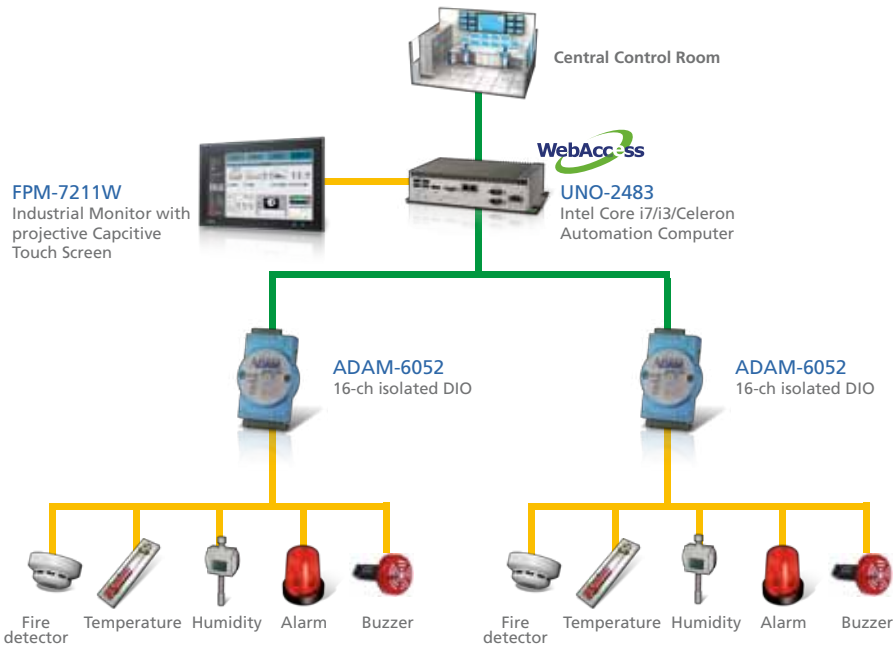 Central Control Room
WebAccess
FPM-7211W
Industrial Monitor with
projective Capcitive
Touch Screen
UNO-2483
Intel Core i7/i3/Celeron
Automation Computer
ADAM-6052
16-ch isolated DIO
ADAM-6052
16-ch isolated DIO
ADAM
ADAM
Fire
detector
Temperature
Humidity
Alarm
Buzzer
Fire
detector
Temperature
Humidity
Alarm
Buzzer